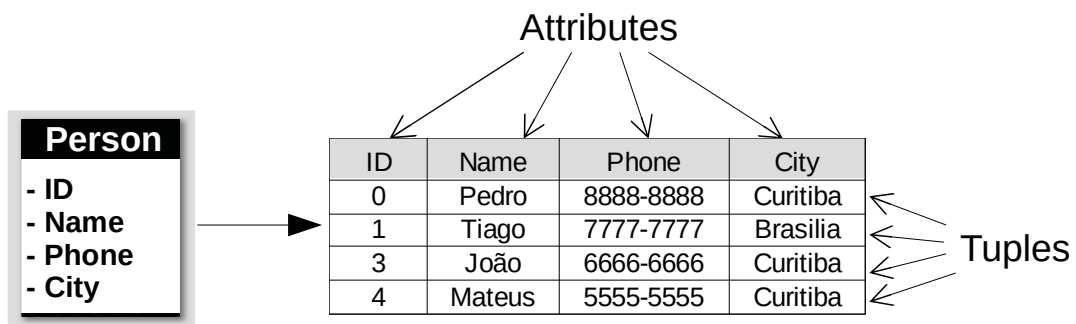 Attributes
Person
- ID
- Name
- Phone
- City
ID Name Phone City
0 Pedro 8888-8888 Curitiba
1 Tiago 7777-7777 Brasilia
3 João 6666-6666 Curitiba
4 Mateus 5555-5555 Curitiba
Tuples